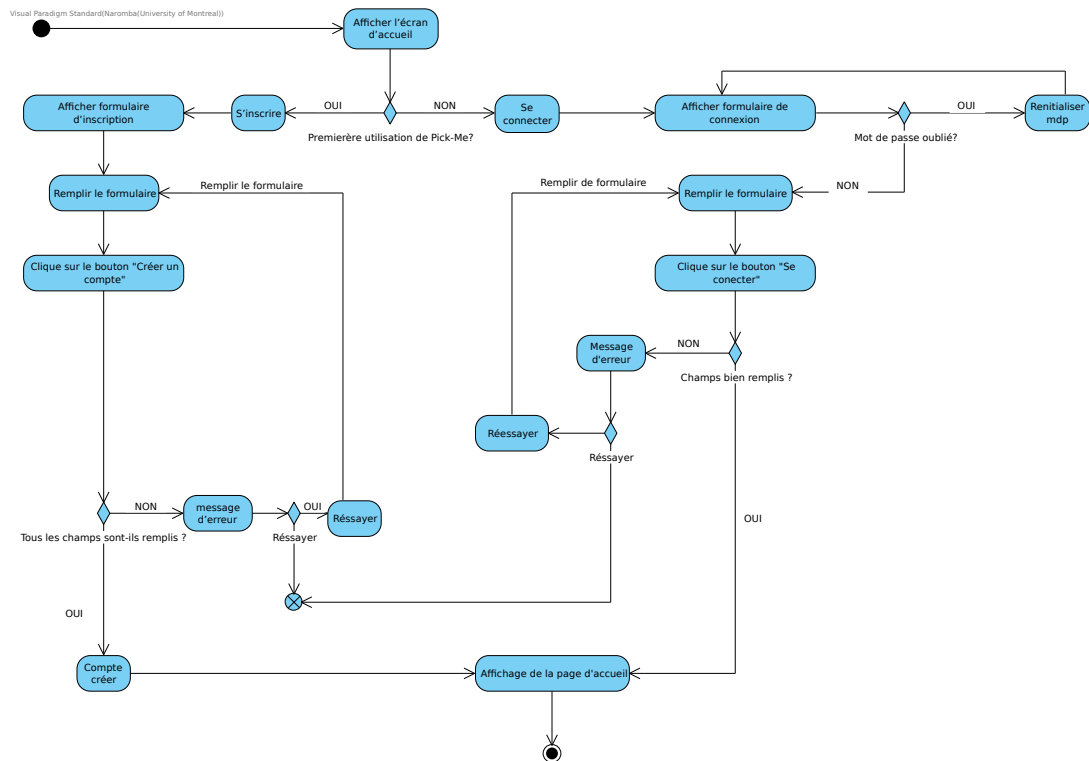 Visual Paradigm Standard(Naromba(University of Montreal))
Afficher l'écran
d'accueil
Afficher formulaire
d'inscription
S'inscrire
OUI
NON
Premierère utilisation de Pick-Me?
Se
connecter
Afficher formulaire de
connexion
OUI
Mot de passe oublié?
Renitialiser
mdp
Remplir le formulaire
Remplir le formulaire
Remplir de formulaire
Remplir le formulaire
NON
Clique sur le bouton "Créer un
compte"
Clique sur le bouton "Se
conecter"
Message
d'erreur
NON
Champs bien remplis ?
Réessayer
Réssayer
NON
message
d'erreur
OUI
Réssayer
Réssayer
Tous les champs sont-ils remplis ?
OUI
OUI
Compte
créer
Affichage de la page d'accueil